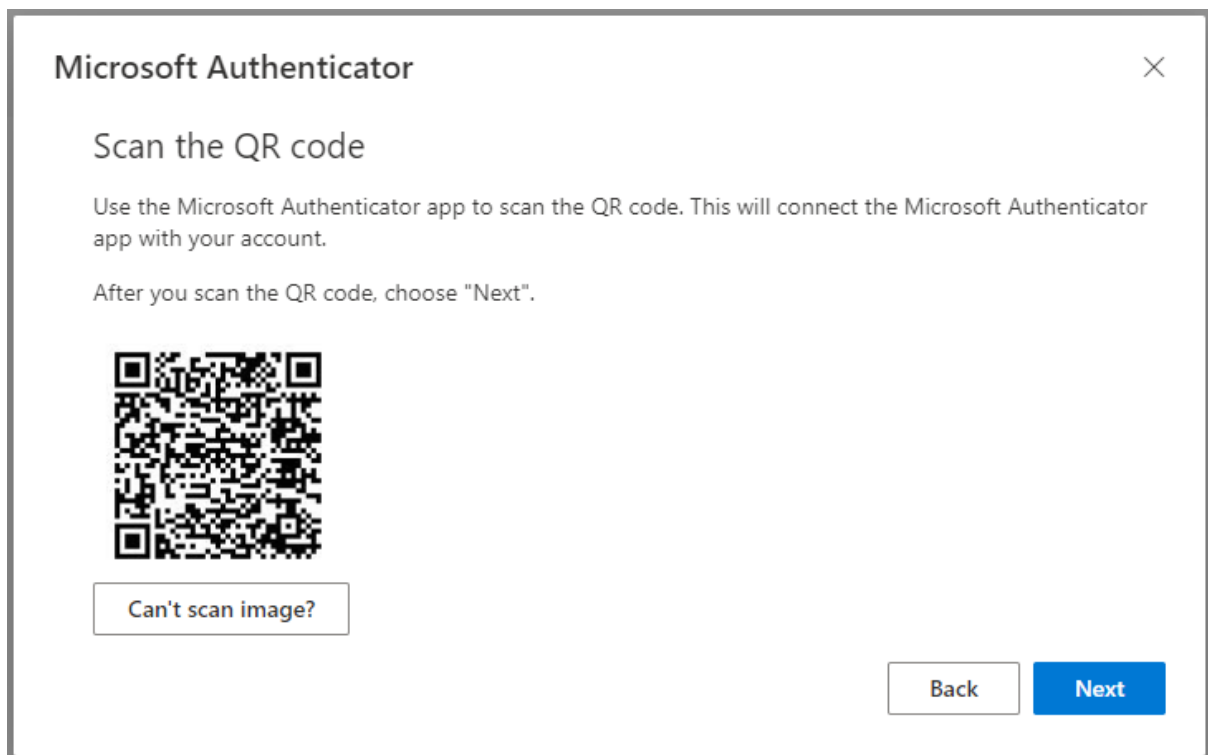 Microsoft Authenticator
Scan the QR code
Use the Microsoft Authenticator app to scan the QR code. This will connect the Microsoft Authenticator
app with your account.
After you scan the QR code, choose "Next".
Can't scan image?
Back
Next